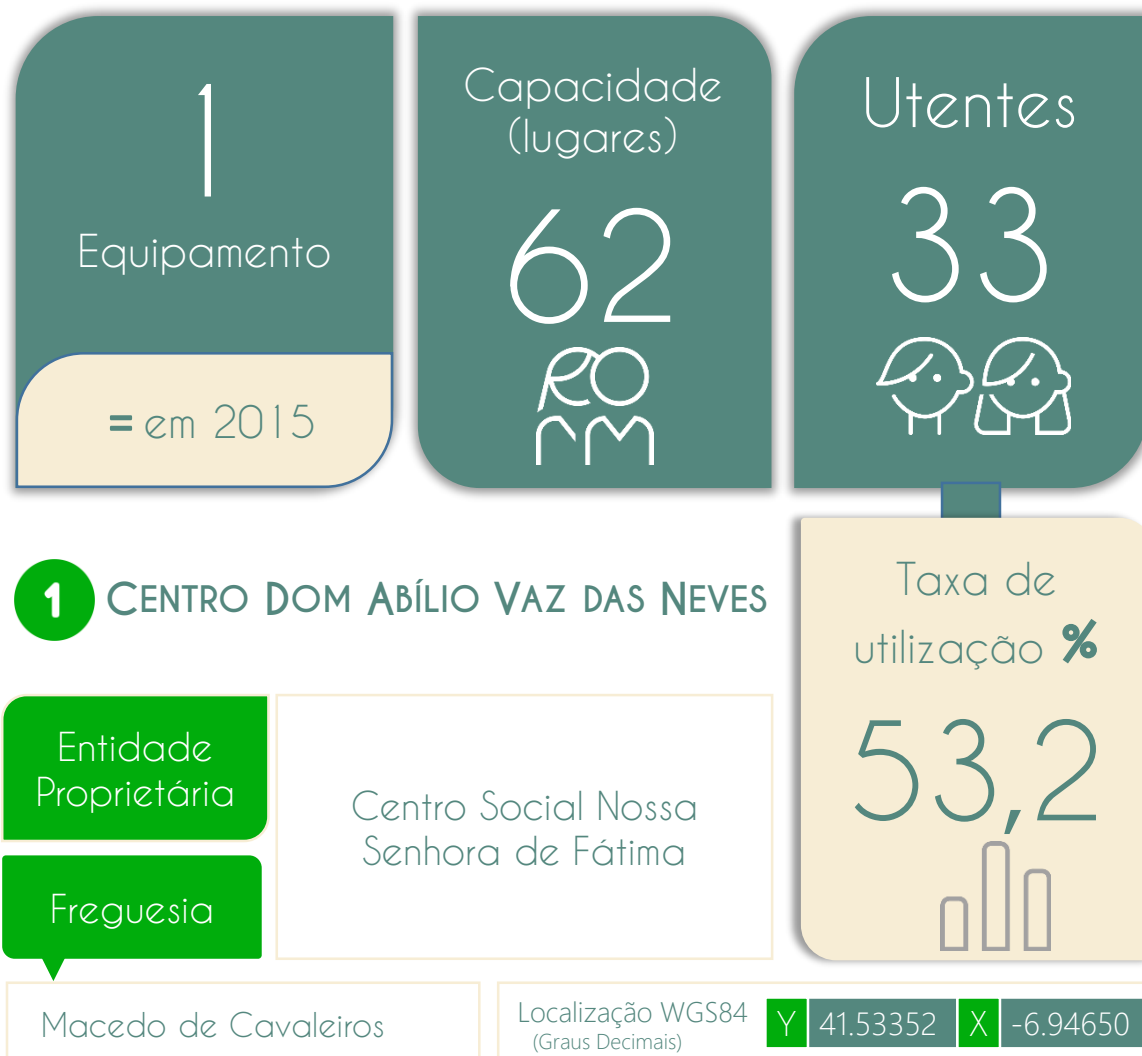 1
Equipamento
= em 2015
Capacidade
(lugares)
62
Utentes
33
Taxa de
utilização %
53,2
1 CENTRO DOM ABÍLIO VAZ DAS NEVES
Entidade
Proprietária
Centro Social Nossa
Senhora de Fátima
Freguesia
Macedo de Cavaleiros
Localização WGS84
(Graus Decimais)
Y 41.53352 X -6.94650